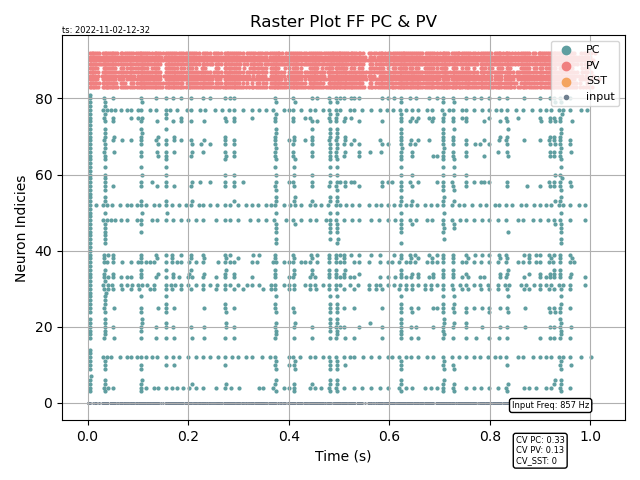 Raster Plot FF PC & PV
ts: 2022-11-02-12-32
PC
PV
SST
input
80
60
40
20
0
Neuron Indicies
Input Freq: 857 Hz
0.0 0.2 0.4 0.6 0.8 1.0
Time (s)
CV PC: 0.33
CV PV: 0.13
CV_SST: 0